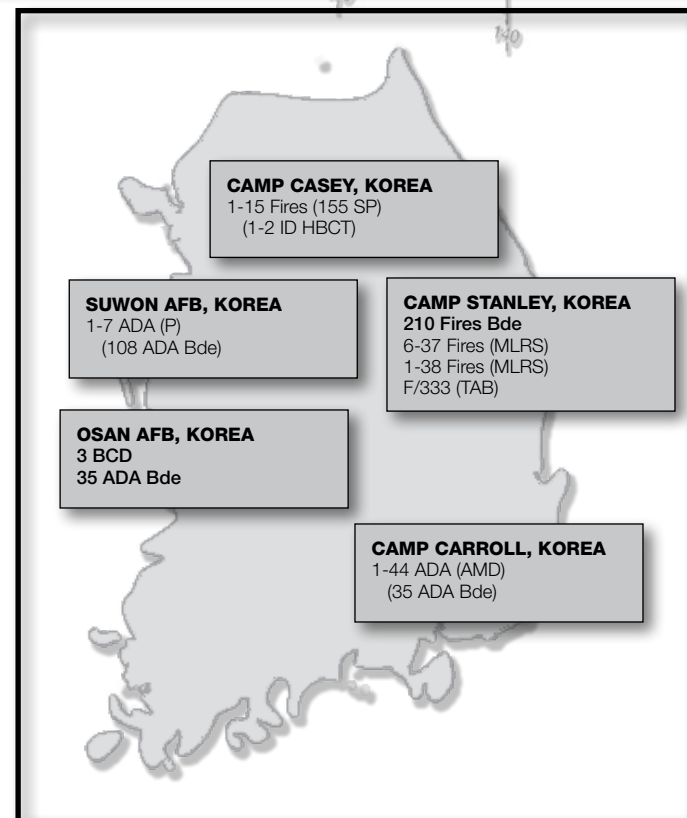 140
CAMP CASEY, KOREA
1-15 Fires (155 SP)
(1-2 ID HBCT)
SUWON AFB, KOREA
1-7 ADA (P)
(108 ADA Bde)
CAMP STANLEY, KOREA
210 Fires Bde
6-37 Fires (MLRS)
1-38 Fires (MLRS)
F/333 (TAB)
OSAN AFB, KOREA
3 BCD
35 ADA Bde
CAMP CARROLL, KOREA
1-44 ADA (AMD)
(35 ADA Bde)